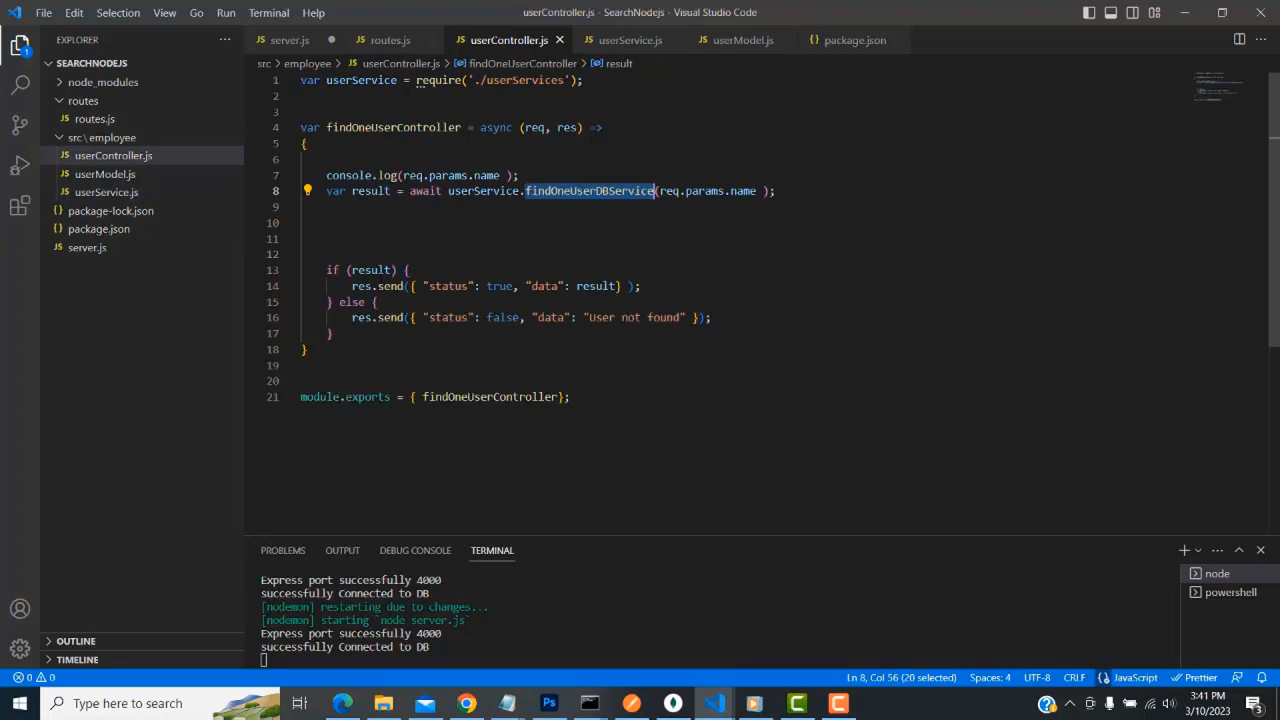 File Edit Selection View Go Run Terminal Help
userController.js - SearchNodejs - Visual Studio Code
EXPLORER
server.js
routes.js
userController.js
userService.js
userModel.js
package.json
src > employee > userController.js > findOneUserController > result
SEARCHNODEJS
node_modules
routes
routes.js
src\employee
userController.js
userModel.js
userService.js
package-lock.json
package.json
server.js
OUTLINE
TIMELINE
1 var userService = require('./userServices');
2
3
4 var findOneUserController = async (req, res) =>
5 {
6
7 console.log(req.params.name );
8 var result = await userService.findOneUserDBService(req.params.name );
9
10
11
12
13 if (result) {
14 res.send({ "status": true, "data": result} );
15 } else {
16 res.send({ "status": false, "data": "User not found" });
17 }
18 }
19
20
21 module.exports = { findOneUserController};
PROBLEMS OUTPUT DEBUG CONSOLE TERMINAL
Express port successfully 4000
successfully Connected to DB
[nodemon] restarting due to changes...
[nodemon] starting `node server.js`
Express port successfully 4000
successfully Connected to DB
node
powershell
0 0
Ln 8, Col 56 (20 selected) Spaces: 4 UTF-8 CRLF JavaScript Prettier
Type here to search
3:41 PM
3/10/2023